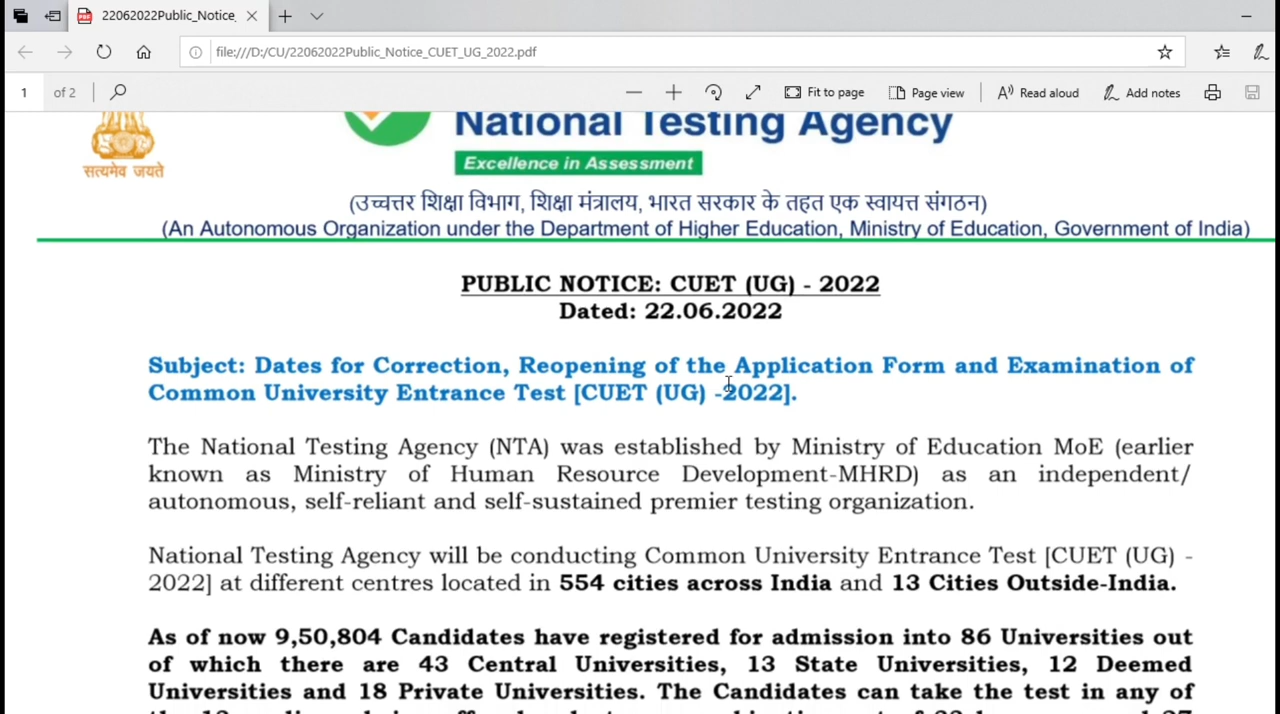 22062022Public_Notice_
file:///D:/CU/22062022Public_Notice_CUET_UG_2022.pdf
1 of 2 Fit to page Page view Read aloud Add notes
सत्यमेव जयते
National Testing Agency
Excellence in Assessment
(उच्चत्तर शिक्षा विभाग, शिक्षा मंत्रालय, भारत सरकार के तहत एक स्वायत्त संगठन)
(An Autonomous Organization under the Department of Higher Education, Ministry of Education, Government of India)
PUBLIC NOTICE: CUET (UG) - 2022
Dated: 22.06.2022
Subject: Dates for Correction, Reopening of the Application Form and Examination of
Common University Entrance Test [CUET (UG) -2022].
The National Testing Agency (NTA) was established by Ministry of Education MoE (earlier
known as Ministry of Human Resource Development-MHRD) as an independent/
autonomous, self-reliant and self-sustained premier testing organization.
National Testing Agency will be conducting Common University Entrance Test [CUET (UG) -
2022] at different centres located in 554 cities across India and 13 Cities Outside-India.
As of now 9,50,804 Candidates have registered for admission into 86 Universities out
of which there are 43 Central Universities, 13 State Universities, 12 Deemed
Universities and 18 Private Universities. The Candidates can take the test in any of